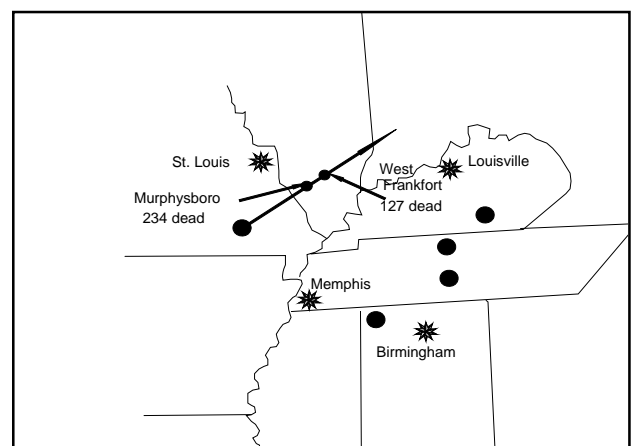 St. Louis
West
Frankfort
127 dead
Louisville
Murphysboro
234 dead
Memphis
Birmingham